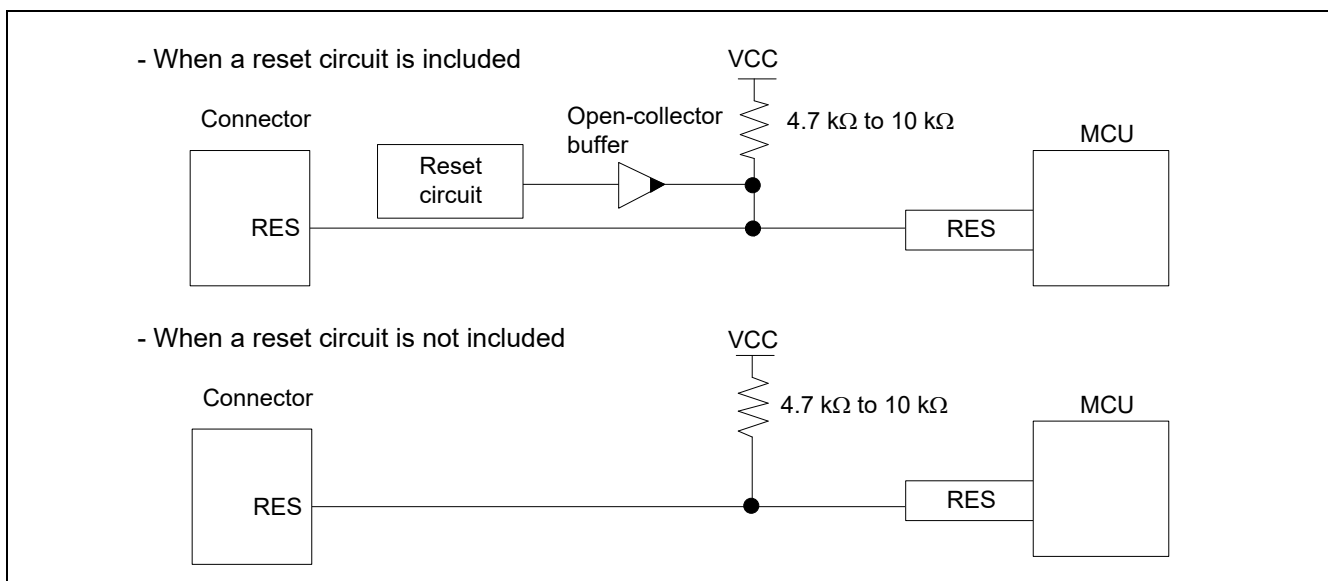 - When a reset circuit is included
VCC
Connector
Open-collector
buffer
4.7 kΩ to 10 kΩ
MCU
Reset
circuit
RES
RES
- When a reset circuit is not included
VCC
Connector
4.7 kΩ to 10 kΩ
MCU
RES
RES